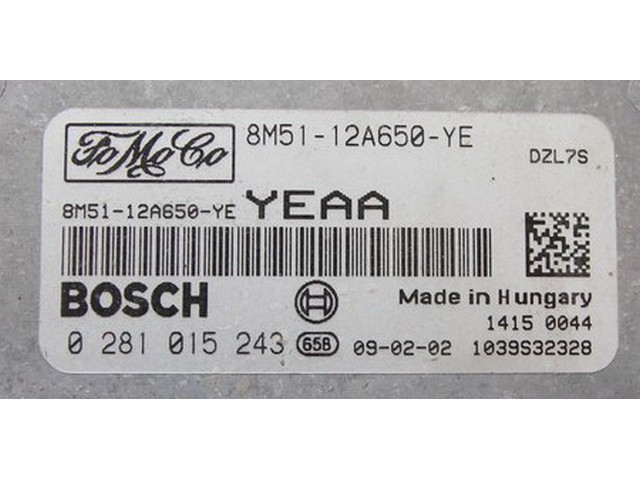 FoMoCo 8M51-12A650-YE
DZL7S
8M51-12A650-YE YEAA
BOSCH Made in Hungary
1415 0044
0 281 015 243 65B 09-02-02 1039S32328